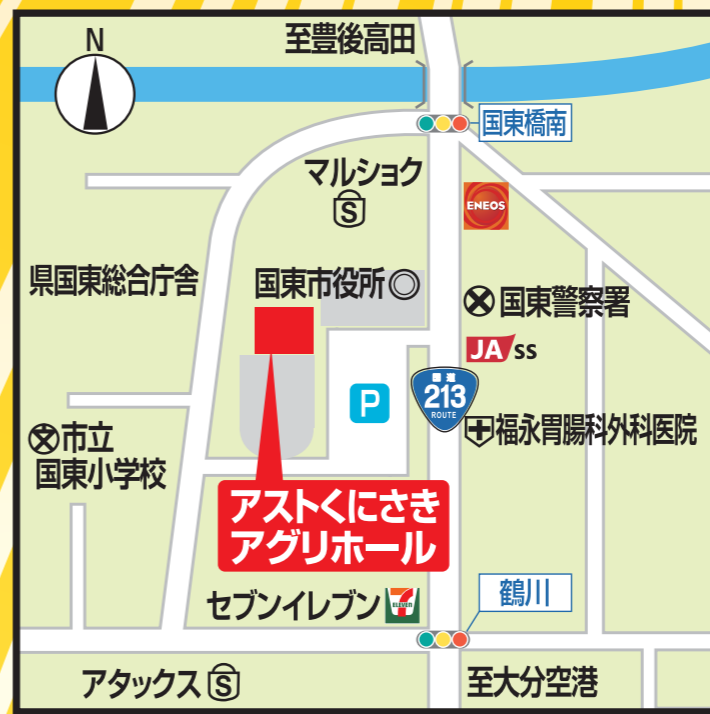 N
至豊後高田
国東橋南
マルショク
S
ENEOS
県国東総合庁舎
国東市役所
国東警察署
JA SS
P
国道
213
ROUTE
福永胃腸科外科医院
市立
国東小学校
アストくにさき
アグリホール
セブンイレブン
7
ELEVEN
鶴川
アタックス
S
至大分空港